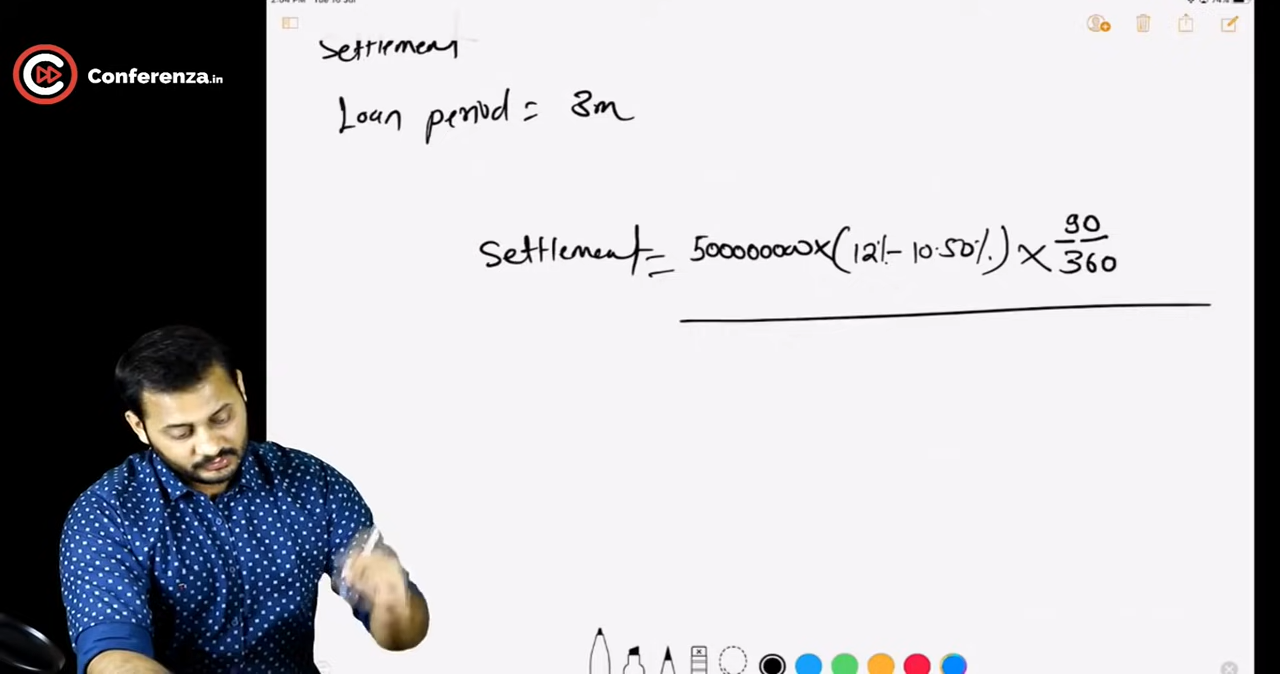 Conferenza.in
Settlement
Loan period = 3m
Settlement = 500000000 × (12% - 10.50%) × 90/360